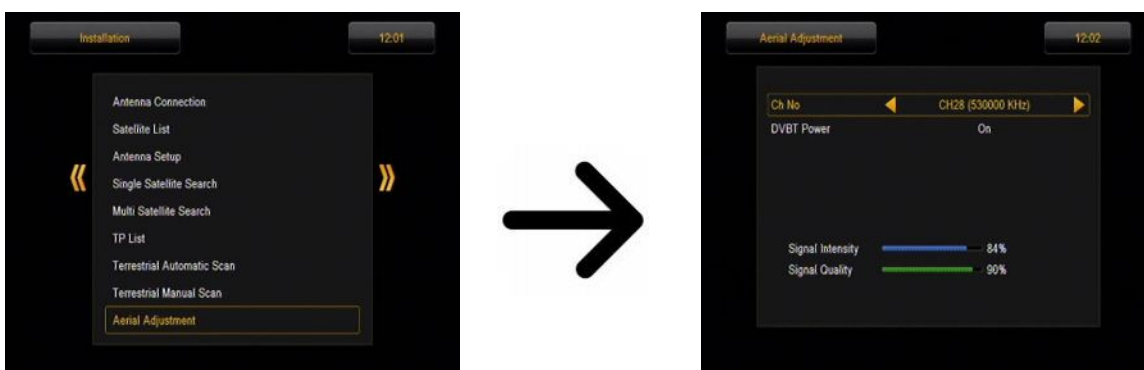 Installation
12:01
Antenna Connection
Satellite List
Antenna Setup
Single Satellite Search
Multi Satellite Search
TP List
Terrestrial Automatic Scan
Terrestrial Manual Scan
Aerial Adjustment
Aerial Adjustment
12:02
Ch No CH28 (530000 KHz)
DVBT Power On
Signal Intensity 84%
Signal Quality 90%